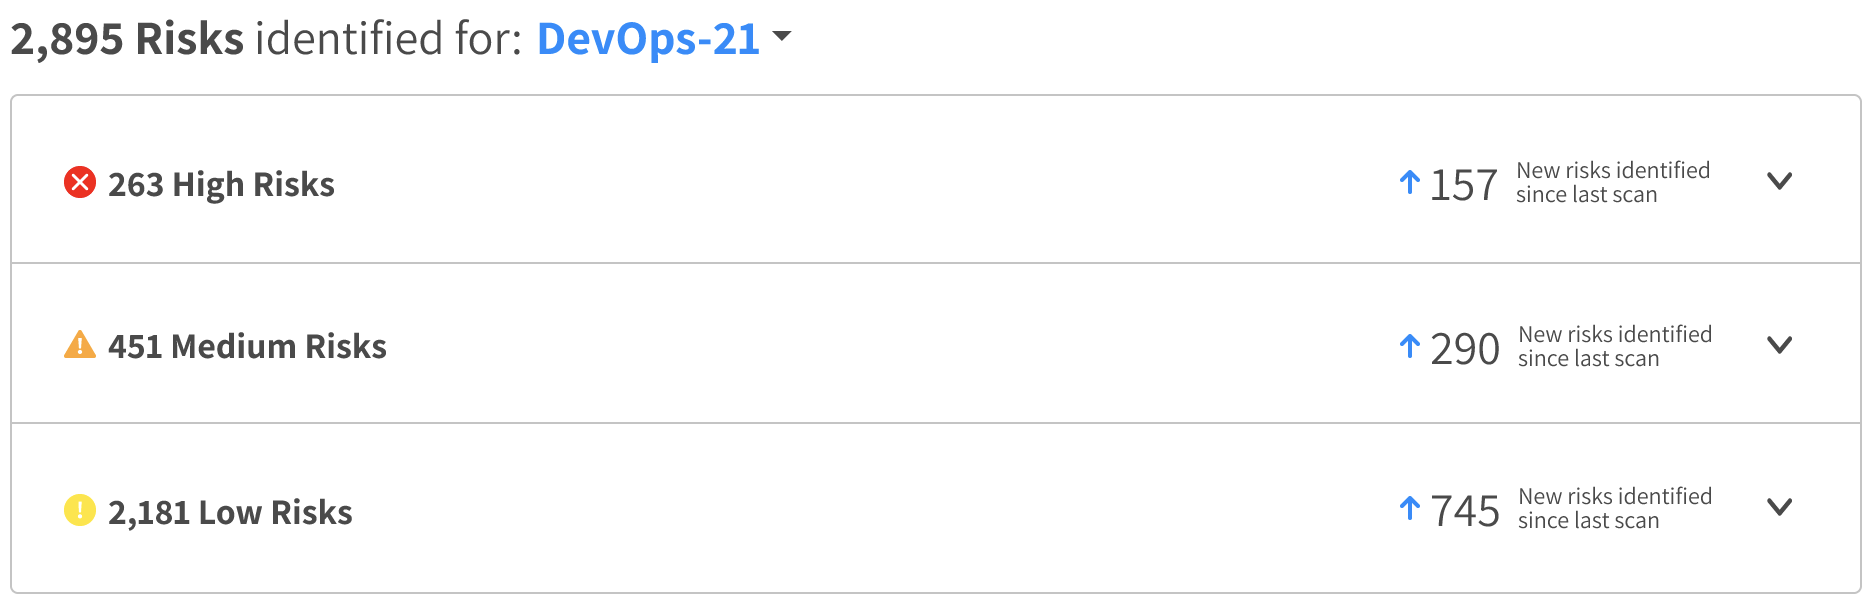 2,895 Risks identified for: DevOps-21
263 High Risks
157
New risks identified
since last scan
451 Medium Risks
290
New risks identified
since last scan
2,181 Low Risks
745
New risks identified
since last scan